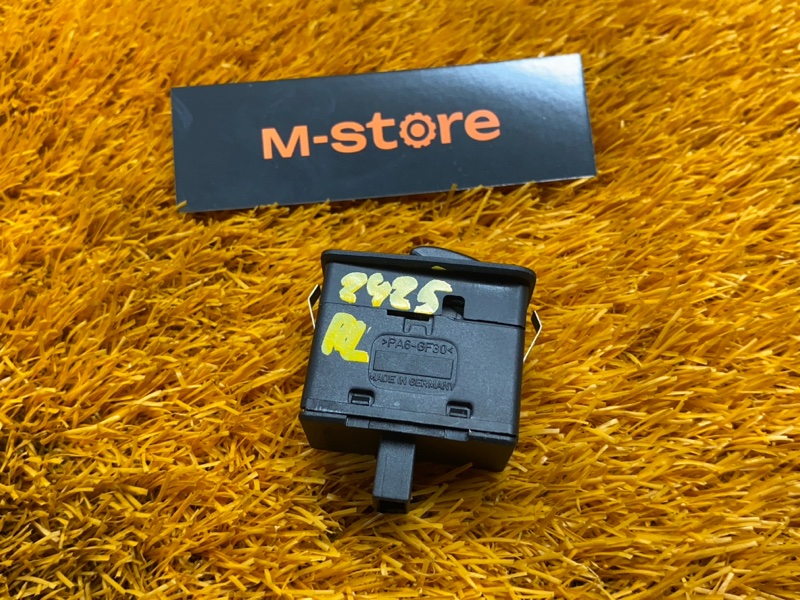 M-store
2425
RL
>PA6-GF30<
MADE IN GERMANY